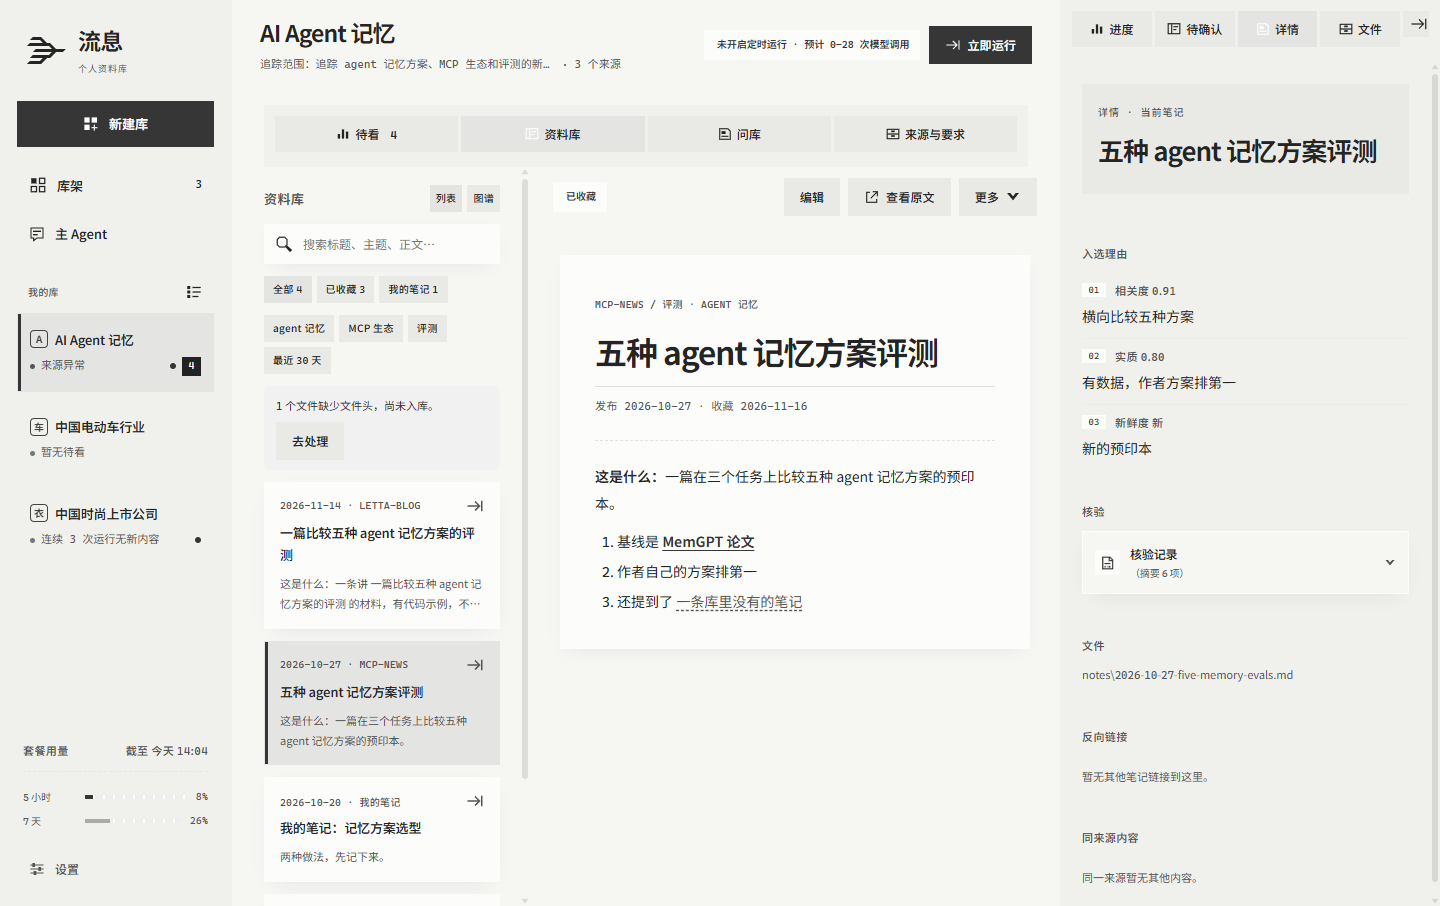 流息
个人资料库
新建库
库架 3
主 Agent
我的库
A AI Agent 记忆
来源异常 4
车 中国电动车行业
暂无待看
衣 中国时尚上市公司
连续 3 次运行无新内容
套餐用量 截至 今天 14:04
5 小时 8%
7 天 26%
设置
AI Agent 记忆
追踪范围：追踪 agent 记忆方案、MCP 生态和评测的新… · 3 个来源
未开启定时运行 · 预计 0-28 次模型调用
立即运行
待看 4
资料库
问库
来源与要求
资料库
列表
图谱
搜索标题、主题、正文…
全部 4
已收藏 3
我的笔记 1
agent 记忆
MCP 生态
评测
最近 30 天
1 个文件缺少文件头，尚未入库。
去处理
2026-11-14 · LETTA-BLOG
一篇比较五种 agent 记忆方案的评
测
这是什么：一条讲 一篇比较五种 agent 记
忆方案的评测 的材料，有代码示例，不…
2026-10-27 · MCP-NEWS
五种 agent 记忆方案评测
这是什么：一篇在三个任务上比较五种
agent 记忆方案的预印本。
2026-10-20 · 我的笔记
我的笔记：记忆方案选型
两种做法，先记下来。
已收藏
编辑
查看原文
更多
MCP-NEWS / 评测 · AGENT 记忆
五种 agent 记忆方案评测
发布 2026-10-27 · 收藏 2026-11-16
这是什么：一篇在三个任务上比较五种 agent 记忆方案的预印
本。
1. 基线是 MemGPT 论文
2. 作者自己的方案排第一
3. 还提到了 一条库里没有的笔记
进度
待确认
详情
文件
详情 · 当前笔记
五种 agent 记忆方案评测
入选理由
01 相关度 0.91
横向比较五种方案
02 实质 0.80
有数据，作者方案排第一
03 新鲜度 新
新的预印本
核验
核验记录
（摘要 6 项）
文件
notes\2026-10-27-five-memory-evals.md
反向链接
暂无其他笔记链接到这里。
同来源内容
同一来源暂无其他内容。